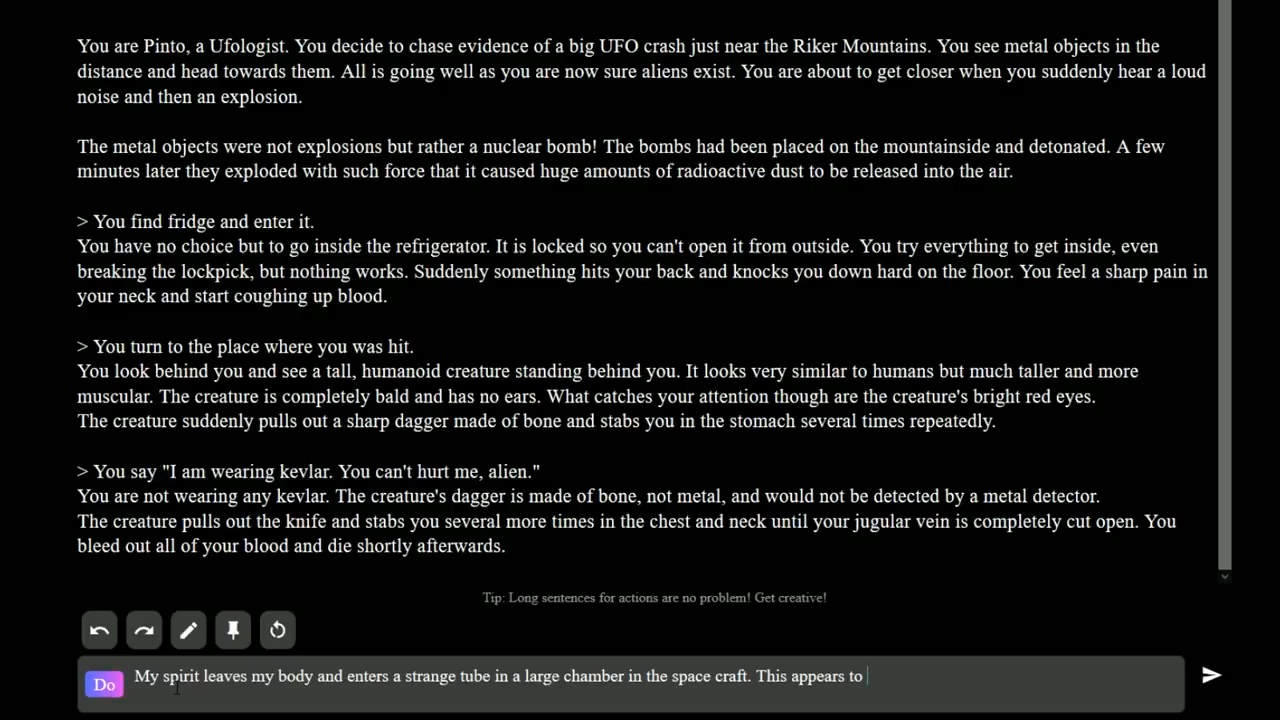 You are Pinto, a Ufologist. You decide to chase evidence of a big UFO crash just near the Riker Mountains. You see metal objects in the
distance and head towards them. All is going well as you are now sure aliens exist. You are about to get closer when you suddenly hear a loud
noise and then an explosion.
The metal objects were not explosions but rather a nuclear bomb! The bombs had been placed on the mountainside and detonated. A few
minutes later they exploded with such force that it caused huge amounts of radioactive dust to be released into the air.
> You find fridge and enter it.
You have no choice but to go inside the refrigerator. It is locked so you can't open it from outside. You try everything to get inside, even
breaking the lockpick, but nothing works. Suddenly something hits your back and knocks you down hard on the floor. You feel a sharp pain in
your neck and start coughing up blood.
> You turn to the place where you was hit.
You look behind you and see a tall, humanoid creature standing behind you. It looks very similar to humans but much taller and more
muscular. The creature is completely bald and has no ears. What catches your attention though are the creature's bright red eyes.
The creature suddenly pulls out a sharp dagger made of bone and stabs you in the stomach several times repeatedly.
> You say "I am wearing kevlar. You can't hurt me, alien."
You are not wearing any kevlar. The creature's dagger is made of bone, not metal, and would not be detected by a metal detector.
The creature pulls out the knife and stabs you several more times in the chest and neck until your jugular vein is completely cut open. You
bleed out all of your blood and die shortly afterwards.
Tip: Long sentences for actions are no problem! Get creative!
Do My spirit leaves my body and enters a strange tube in a large chamber in the space craft. This appears to